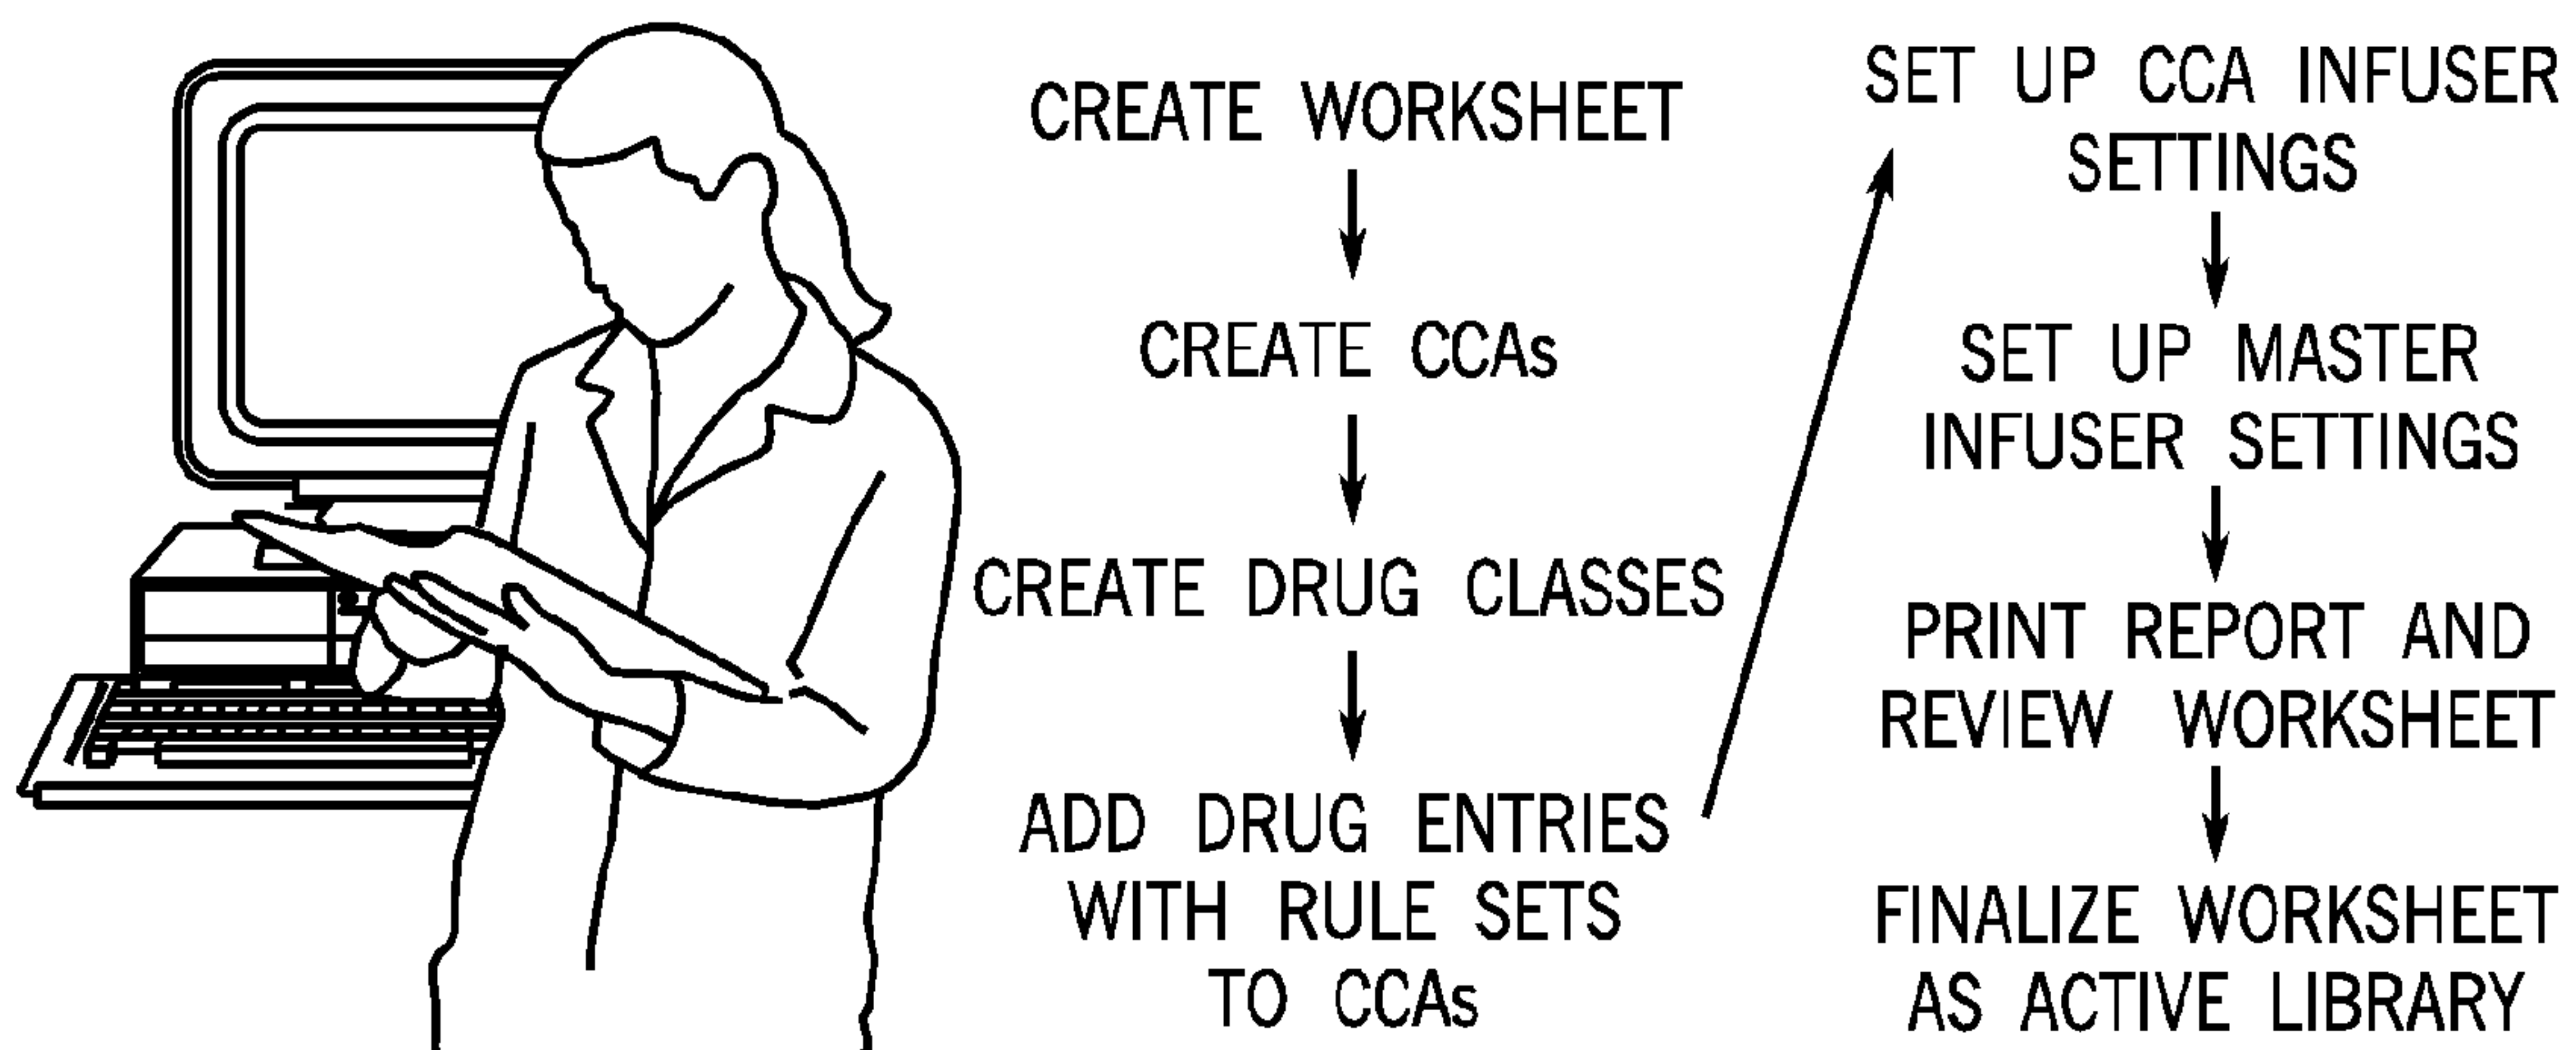 CREATE WORKSHEET
CREATE CCAs
CREATE DRUG CLASSES
ADD DRUG ENTRIES
WITH RULE SETS
TO CCAs
SET UP CCA INFUSER
SETTINGS
SET UP MASTER
INFUSER SETTINGS
PRINT REPORT AND
REVIEW WORKSHEET
FINALIZE WORKSHEET
AS ACTIVE LIBRARY